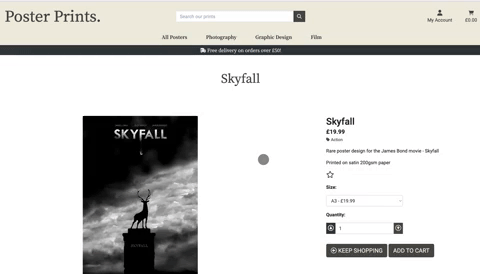 Poster Prints.
Search our prints
My Account
£0.00
All Posters Photography Graphic Design Film
Free delivery on orders over £50!
Skyfall
SKYFALL
Skyfall
£19.99
Action
Rare poster design for the James Bond movie - Skyfall
Printed on satin 200gsm paper
Size:
A3 - £19.99
Quantity:
1
KEEP SHOPPING ADD TO CART